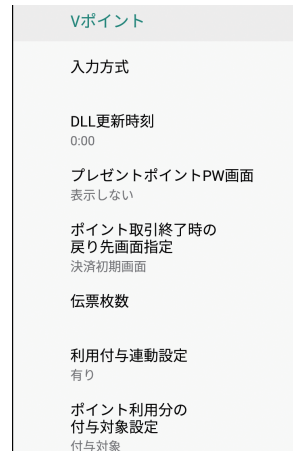 Vポイント
入力方式
DLL更新時刻
0:00
プレゼントポイントPW画面
表示しない
ポイント取引終了時の
戻り先画面指定
決済初期画面
伝票枚数
利用付与連動設定
有り
ポイント利用分の
付与対象設定
付与対象